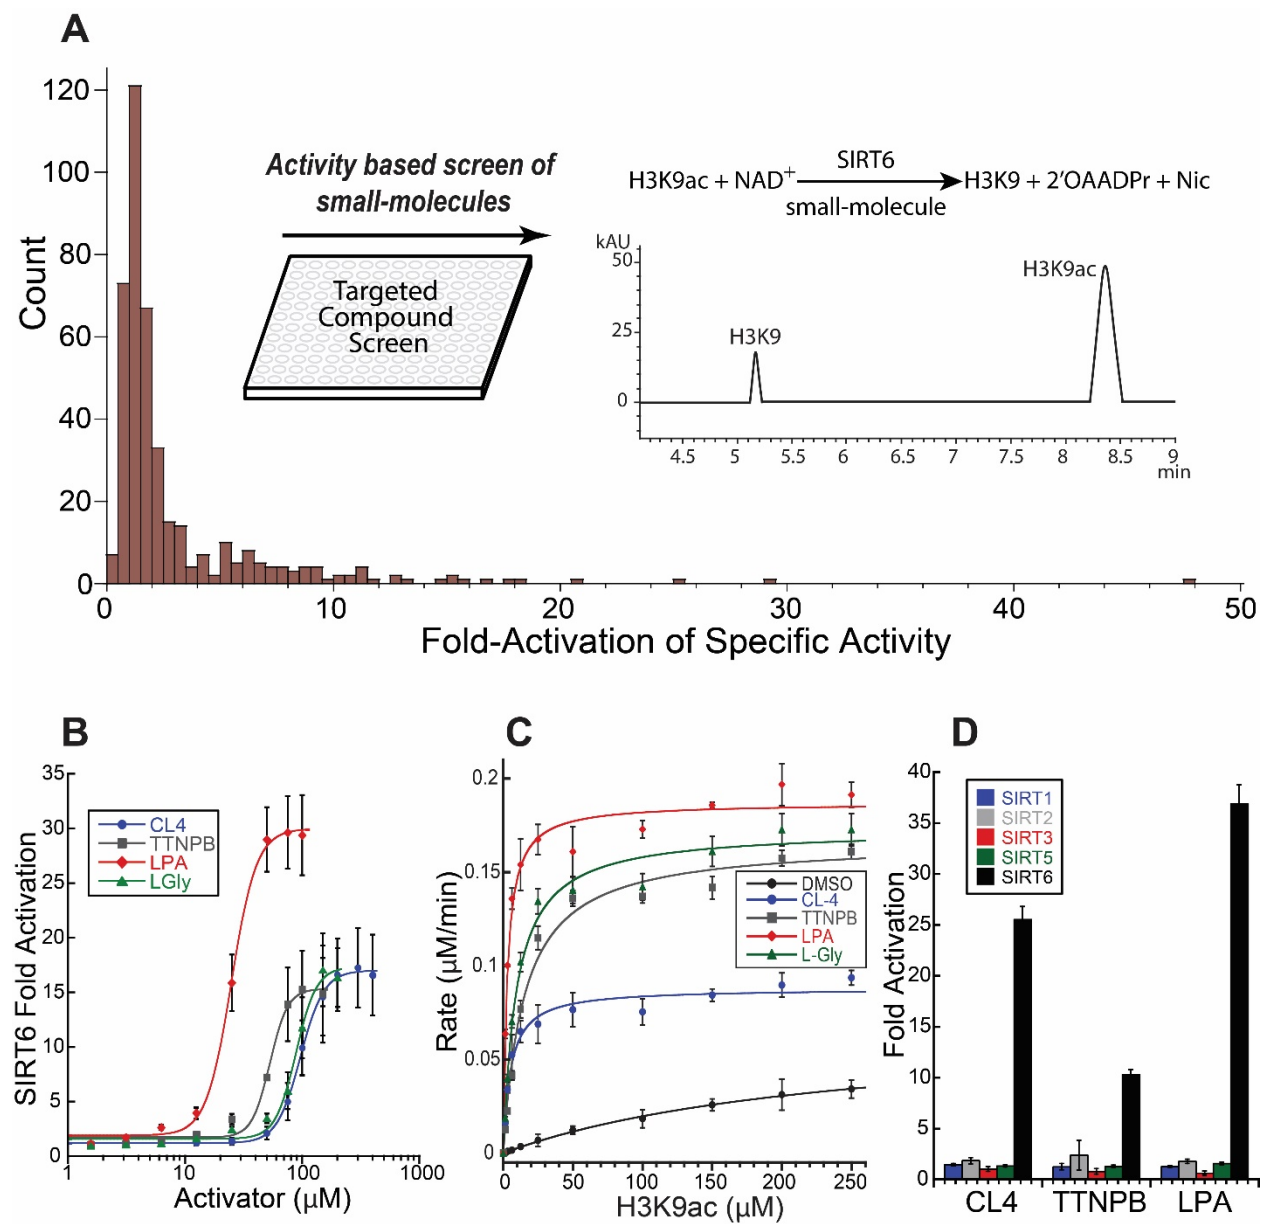 A
120
100
80
60
40
20
0
Count
0 10 20 30 40 50
Fold-Activation of Specific Activity
Activity based screen of
small-molecules
Targeted
Compound
Screen
SIRT6
H3K9ac + NAD⁺ H3K9 + 2'OAADPr + Nic
small-molecule
kAU
50
25
0
H3K9
H3K9ac
4.5 5 5.5 6 6.5 7 7.5 8 8.5 9
min
B
35
30
25
20
15
10
5
0
SIRT6 Fold Activation
CL4
TTNPB
LPA
LGly
1 10 100 1000
Activator (μM)
C
0.2
0.15
0.1
0.05
0
Rate (μM/min)
DMSO
CL-4
TTNPB
LPA
L-Gly
0 50 100 150 200 250
H3K9ac (μM)
D
40
35
30
25
20
15
10
5
0
Fold Activation
SIRT1
SIRT2
SIRT3
SIRT5
SIRT6
CL4 TTNPB LPA